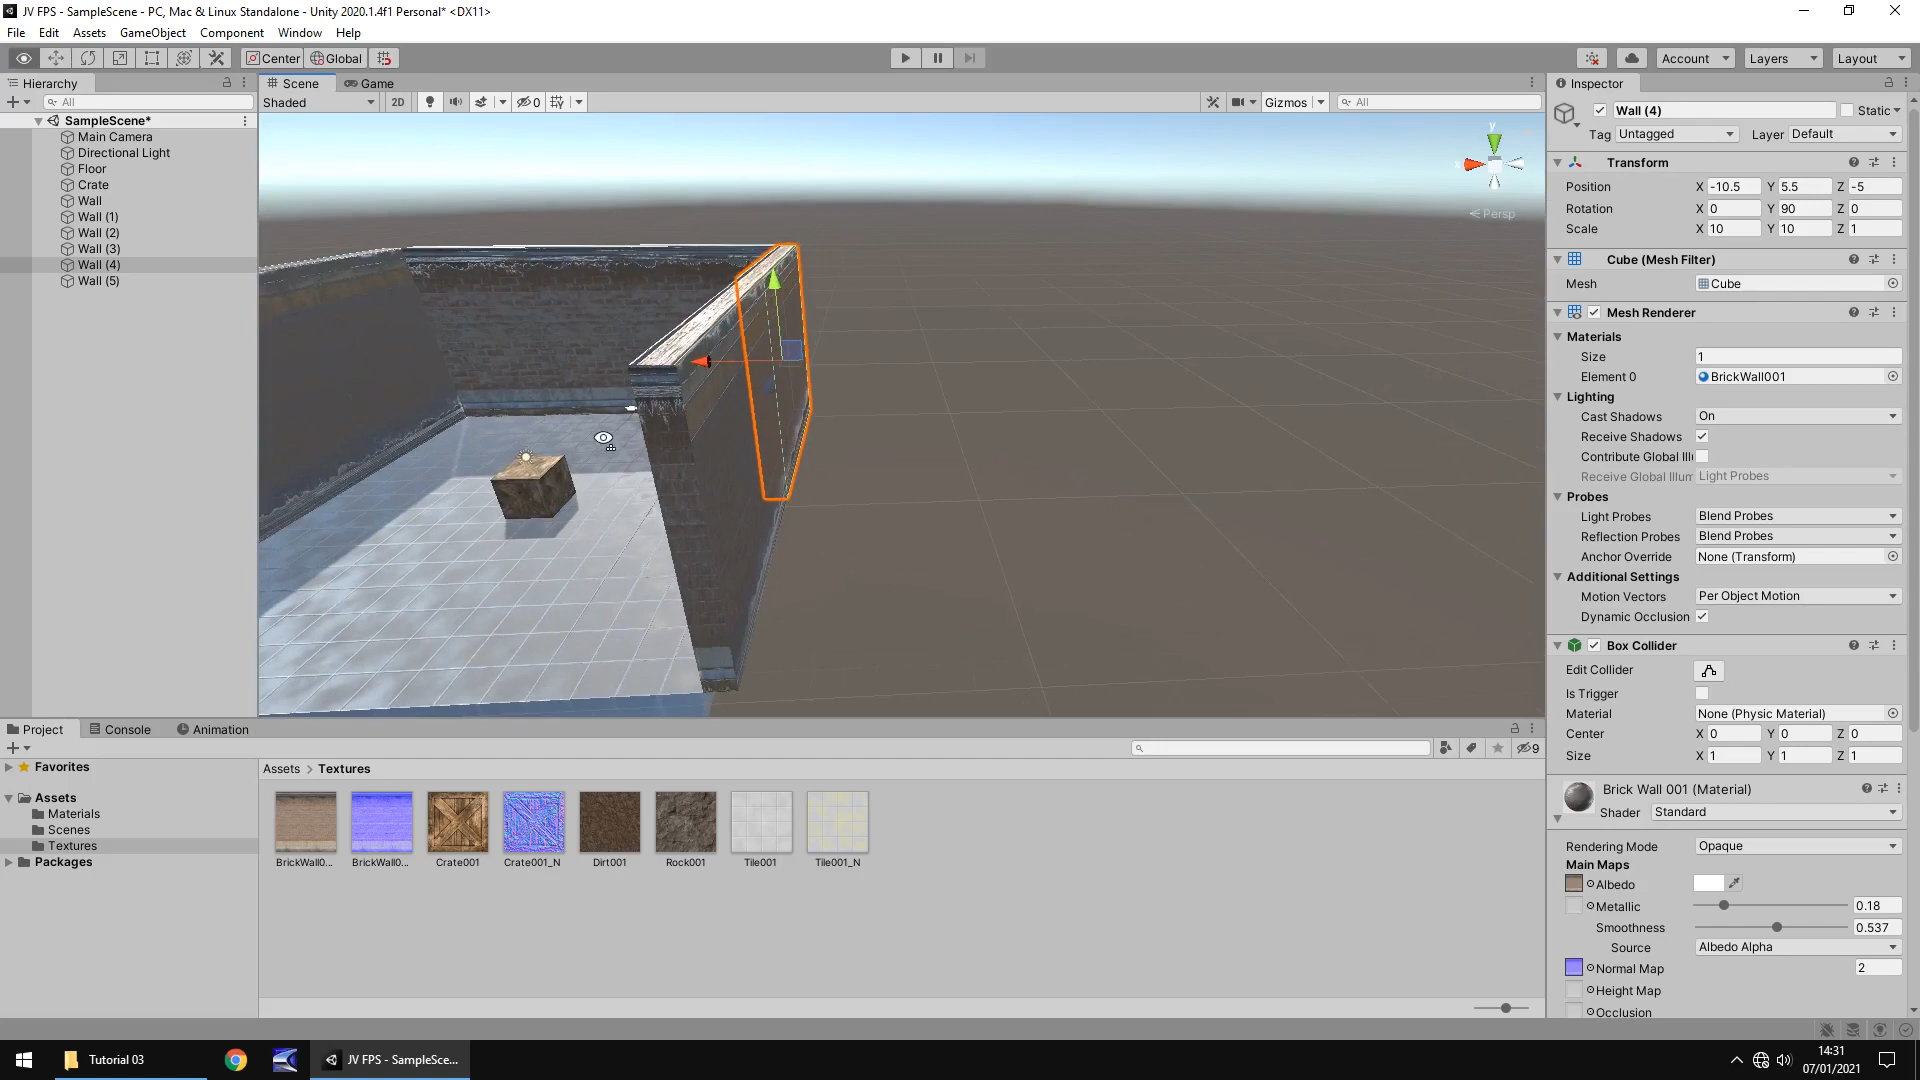 JV FPS - SampleScene - PC, Mac & Linux Standalone - Unity 2020.1.4f1 Personal* <DX11>
File Edit Assets GameObject Component Window Help
Center Global Account Layers Layout
Hierarchy
All
SampleScene*
Main Camera
Directional Light
Floor
Crate
Wall
Wall (1)
Wall (2)
Wall (3)
Wall (4)
Wall (5)
Scene Game
Shaded 2D 0 Gizmos All
y
Persp
Inspector
Wall (4) Static
Tag Untagged Layer Default
Transform
Position X -10.5 Y 5.5 Z -5
Rotation X 0 Y 90 Z 0
Scale X 10 Y 10 Z 1
Cube (Mesh Filter)
Mesh Cube
Mesh Renderer
Materials
Size 1
Element 0 BrickWall001
Lighting
Cast Shadows On
Receive Shadows
Contribute Global Illu
Receive Global Illum Light Probes
Probes
Light Probes Blend Probes
Reflection Probes Blend Probes
Anchor Override None (Transform)
Additional Settings
Motion Vectors Per Object Motion
Dynamic Occlusion
Box Collider
Edit Collider
Is Trigger
Material None (Physic Material)
Center X 0 Y 0 Z 0
Size X 1 Y 1 Z 1
Brick Wall 001 (Material)
Shader Standard
Rendering Mode Opaque
Main Maps
Albedo
Metallic 0.18
Smoothness 0.537
Source Albedo Alpha
Normal Map 2
Height Map
Occlusion
Project Console Animation
9
Favorites
Assets
Materials
Scenes
Textures
Packages
Assets > Textures
BrickWall0... BrickWall0... Crate001 Crate001_N Dirt001 Rock001 Tile001 Tile001_N
Tutorial 03
JV FPS - SampleSce...
14:31
07/01/2021